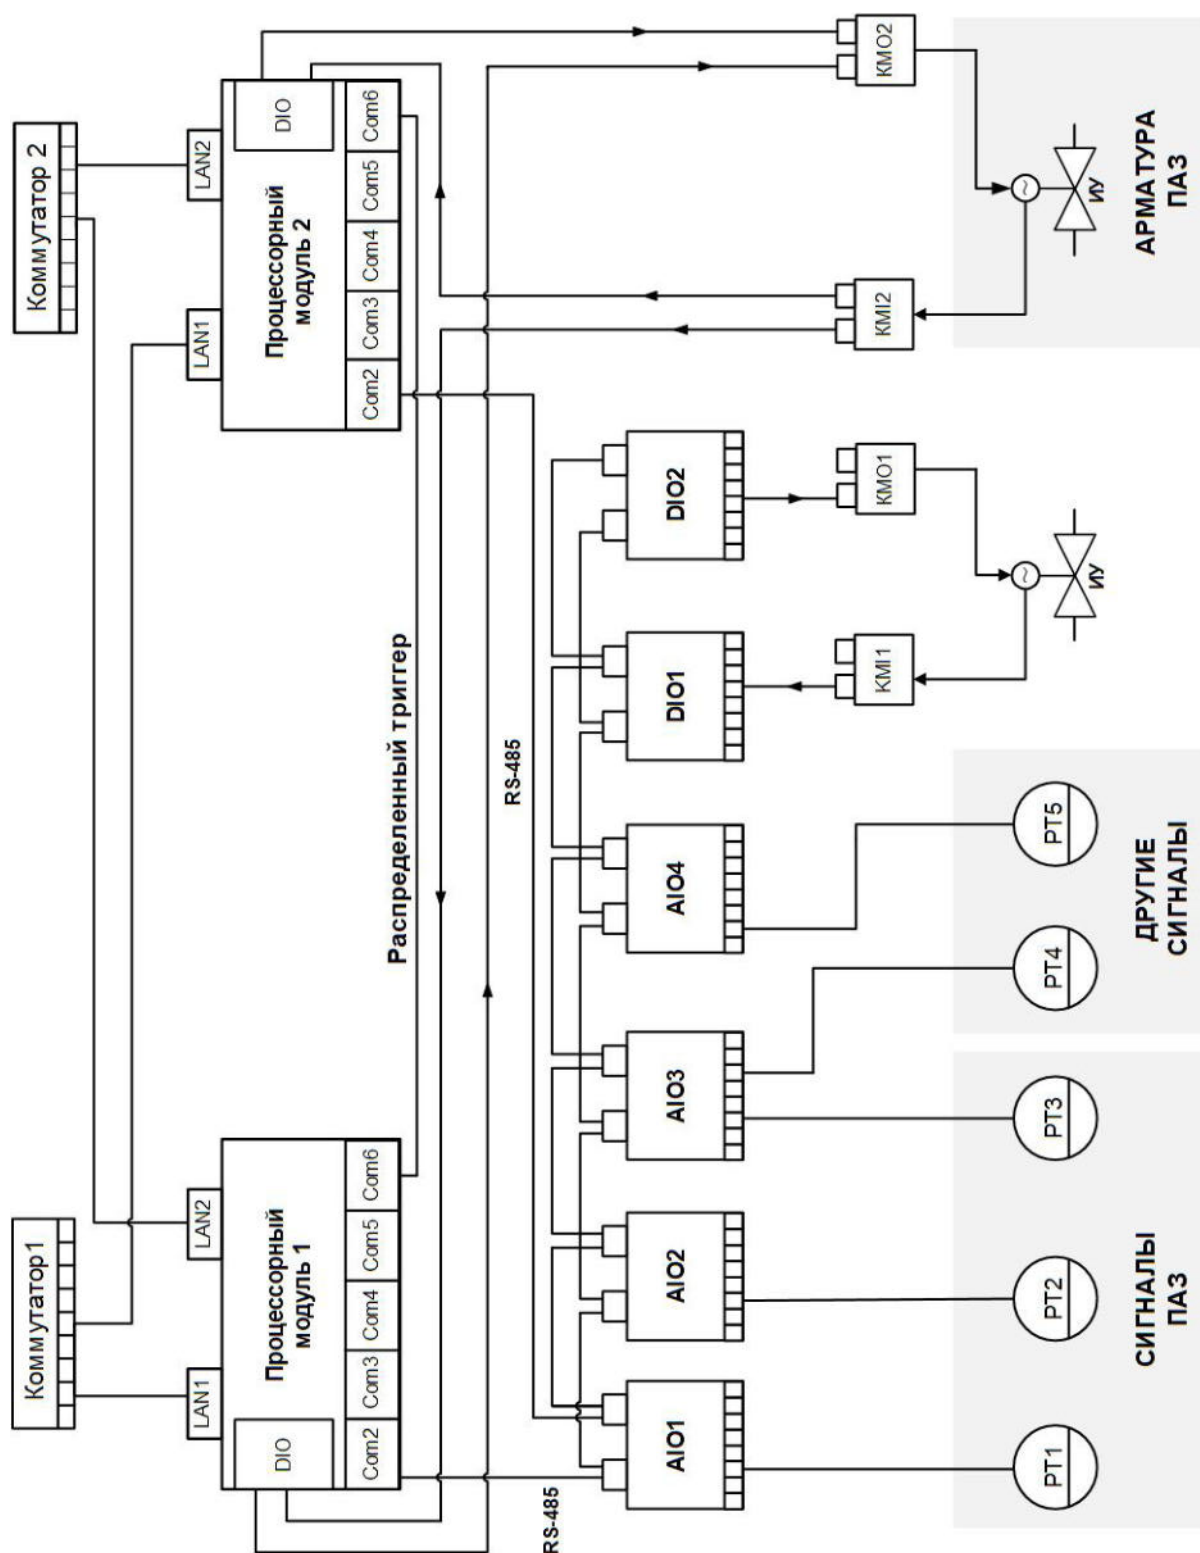 Коммутатор1
Коммутатор 2
LAN1
LAN2
LAN1
LAN2
DIO
Процессорный
модуль 1
Процессорный
модуль 2
DIO
Com2
Com3
Com4
Com5
Com6
Com2
Com3
Com4
Com5
Com6
Распределенный триггер
RS-485
RS-485
AIO1
AIO2
AIO3
AIO4
DIO1
DIO2
KMI1
KMO1
KMI2
KMO2
PT1
PT2
PT3
PT4
PT5
ИУ
ИУ
СИГНАЛЫ
ПАЗ
ДРУГИЕ
СИГНАЛЫ
АРМАТУРА
ПАЗ